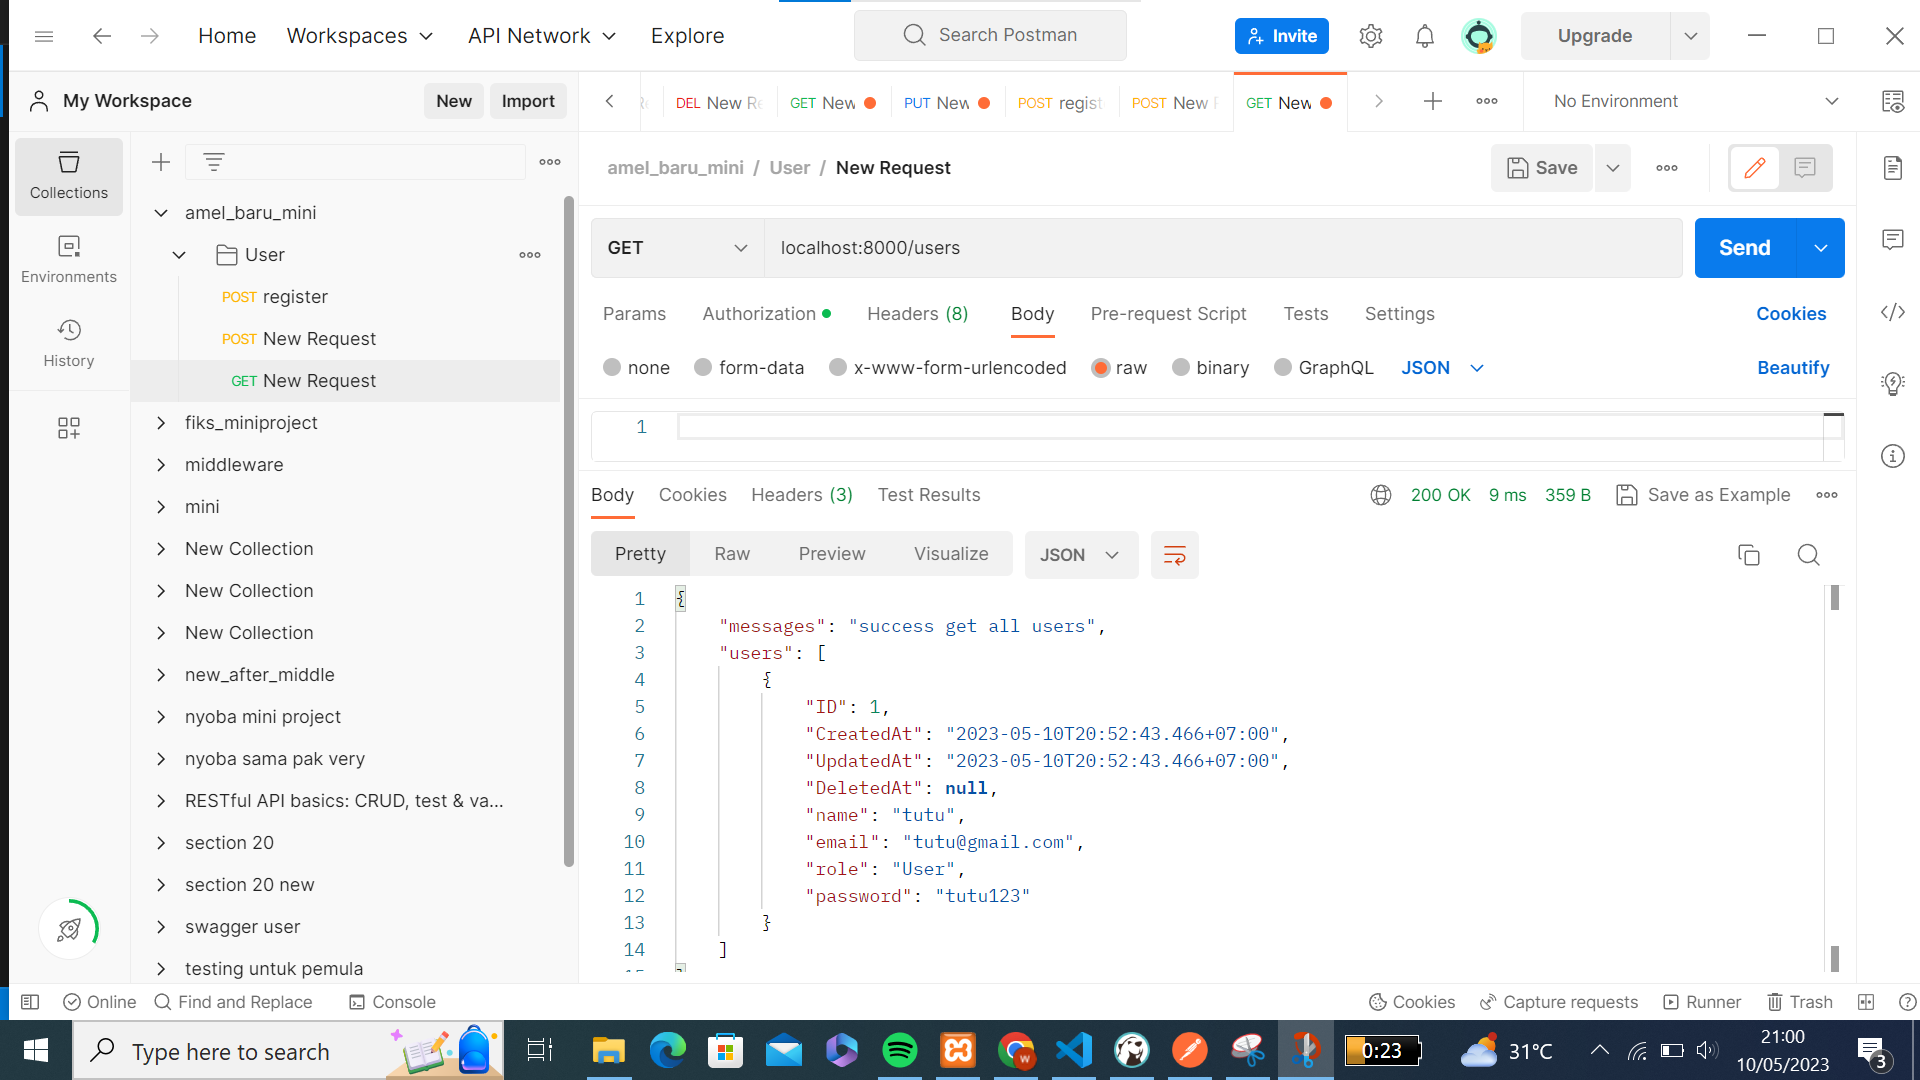 Home
Workspaces
API Network
Explore
Search Postman
Invite
Upgrade
My Workspace
New
Import
DEL New Re
GET New
PUT New
POST regist
POST New
GET New
No Environment
Collections
Environments
History
amel_baru_mini
User
POST register
POST New Request
GET New Request
fiks_miniproject
middleware
mini
New Collection
New Collection
New Collection
new_after_middle
nyoba mini project
nyoba sama pak very
RESTful API basics: CRUD, test & va...
section 20
section 20 new
swagger user
testing untuk pemula
amel_baru_mini / User / New Request
Save
GET
localhost:8000/users
Send
Params
Authorization
Headers (8)
Body
Pre-request Script
Tests
Settings
Cookies
none
form-data
x-www-form-urlencoded
raw
binary
GraphQL
JSON
Beautify
1
Body
Cookies
Headers (3)
Test Results
200 OK
9 ms
359 B
Save as Example
Pretty
Raw
Preview
Visualize
JSON
1 {
2 "messages": "success get all users",
3 "users": [
4 {
5 "ID": 1,
6 "CreatedAt": "2023-05-10T20:52:43.466+07:00",
7 "UpdatedAt": "2023-05-10T20:52:43.466+07:00",
8 "DeletedAt": null,
9 "name": "tutu",
10 "email": "tutu@gmail.com",
11 "role": "User",
12 "password": "tutu123"
13 }
14 ]
Online
Find and Replace
Console
Cookies
Capture requests
Runner
Trash
Type here to search
0:23
31°C
21:00
10/05/2023
3